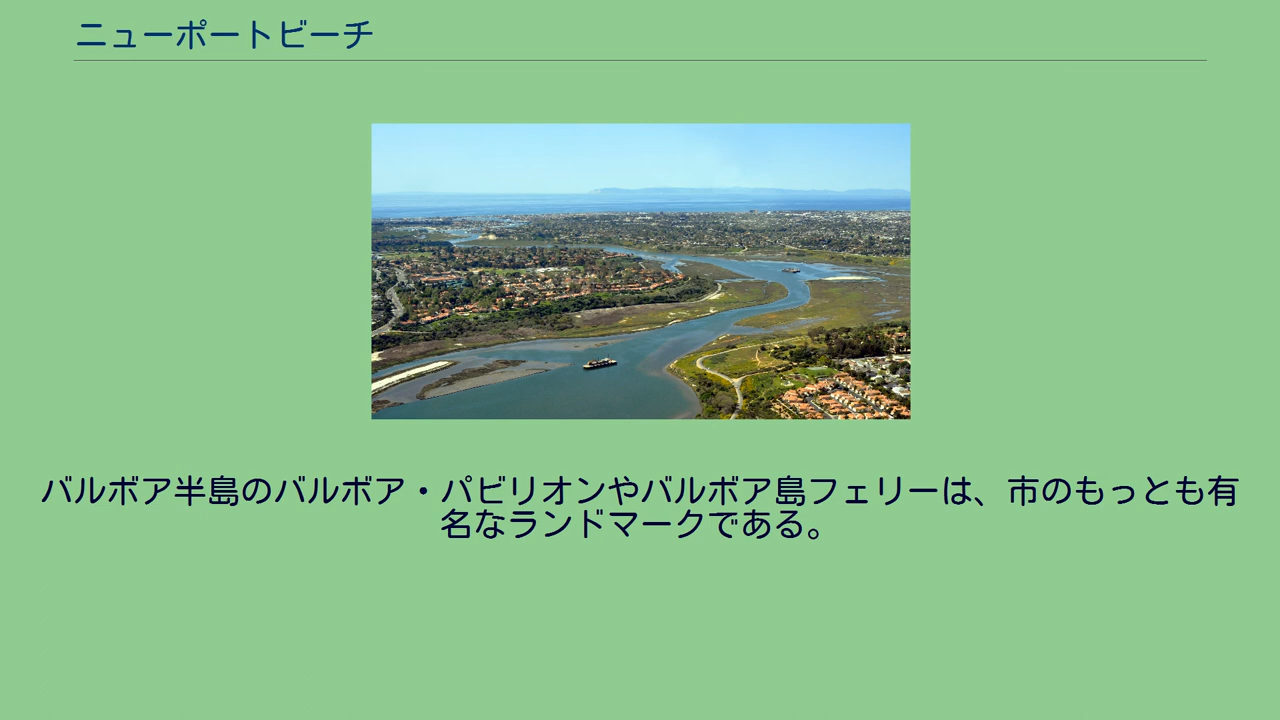 ニューポートビーチ
バルボア半島のバルボア・パビリオンやバルボア島フェリーは、市のもっとも有
名なランドマークである。